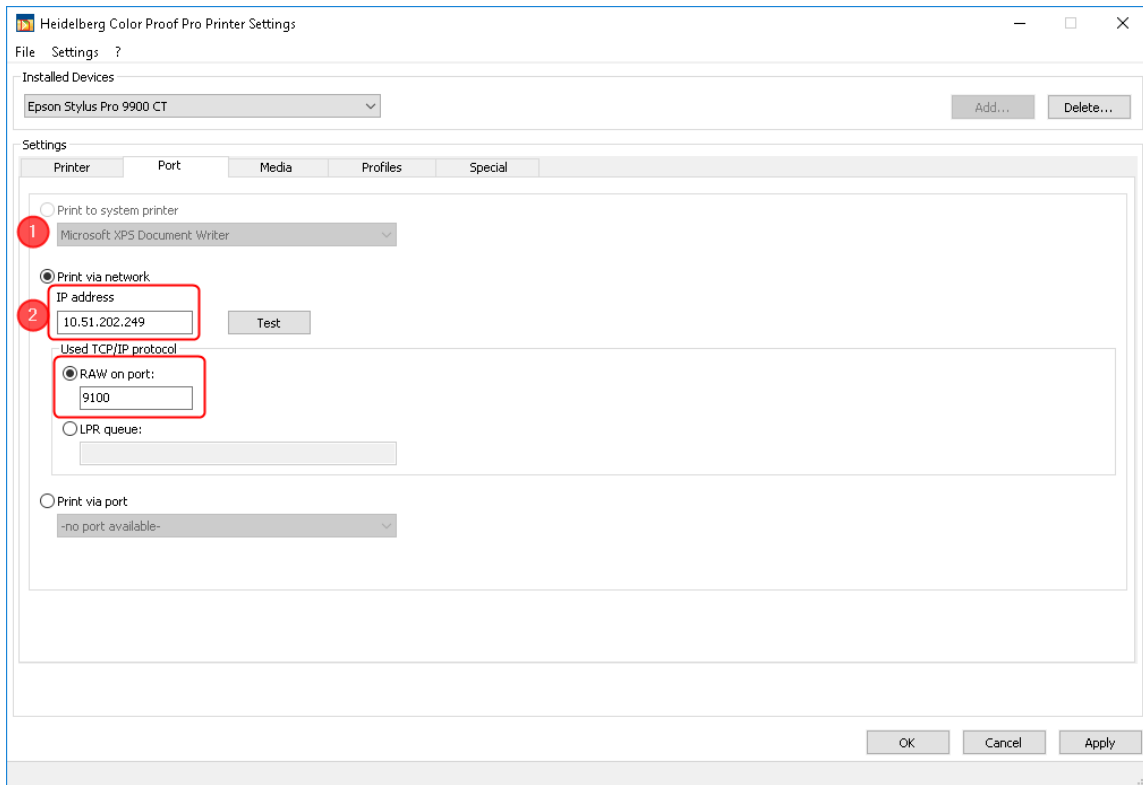 Heidelberg Color Proof Pro Printer Settings
File Settings ?
Installed Devices
Epson Stylus Pro 9900 CT
Add...
Delete...
Settings
Printer Port Media Profiles Special
Print to system printer
1
Microsoft XPS Document Writer
Print via network
IP address
2
10.51.202.249
Test
Used TCP/IP protocol
RAW on port:
9100
LPR queue:
Print via port
-no port available-
OK Cancel Apply